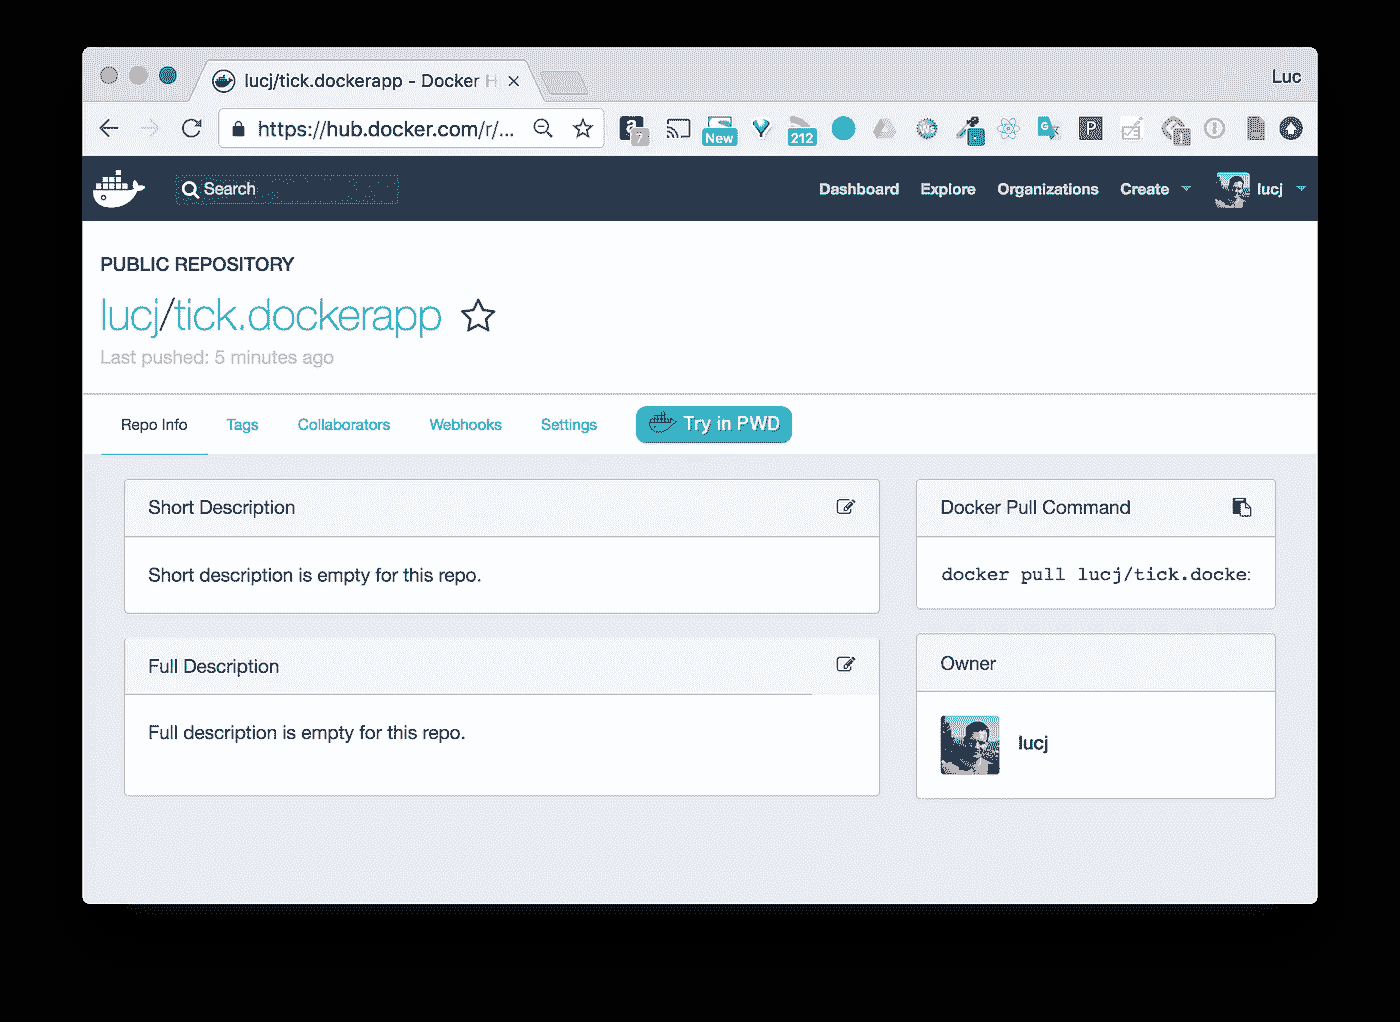 lucj/tick.dockerapp - Docker H
Luc
https://hub.docker.com/r/...
a 7
New
212
G
P
Search
Dashboard Explore Organizations Create lucj
PUBLIC REPOSITORY
lucj/tick.dockerapp
Last pushed: 5 minutes ago
Repo Info Tags Collaborators Webhooks Settings Try in PWD
Short Description
Docker Pull Command
Short description is empty for this repo.
docker pull lucj/tick.docke
Full Description
Owner
Full description is empty for this repo.
lucj